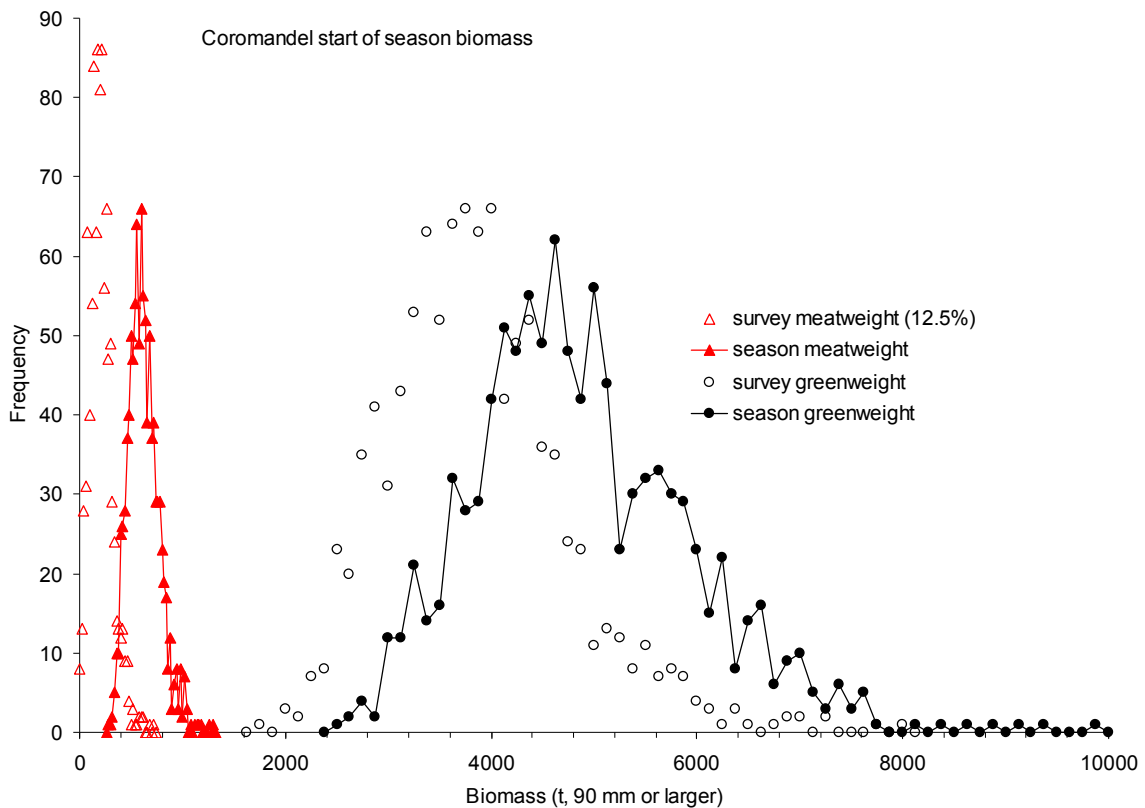 Coromandel start of season biomass
90
80
70
60
50
40
30
20
10
0
Frequency
survey meatweight (12.5%)
season meatweight
survey greenweight
season greenweight
0 2000 4000 6000 8000 10000
Biomass (t, 90 mm or larger)